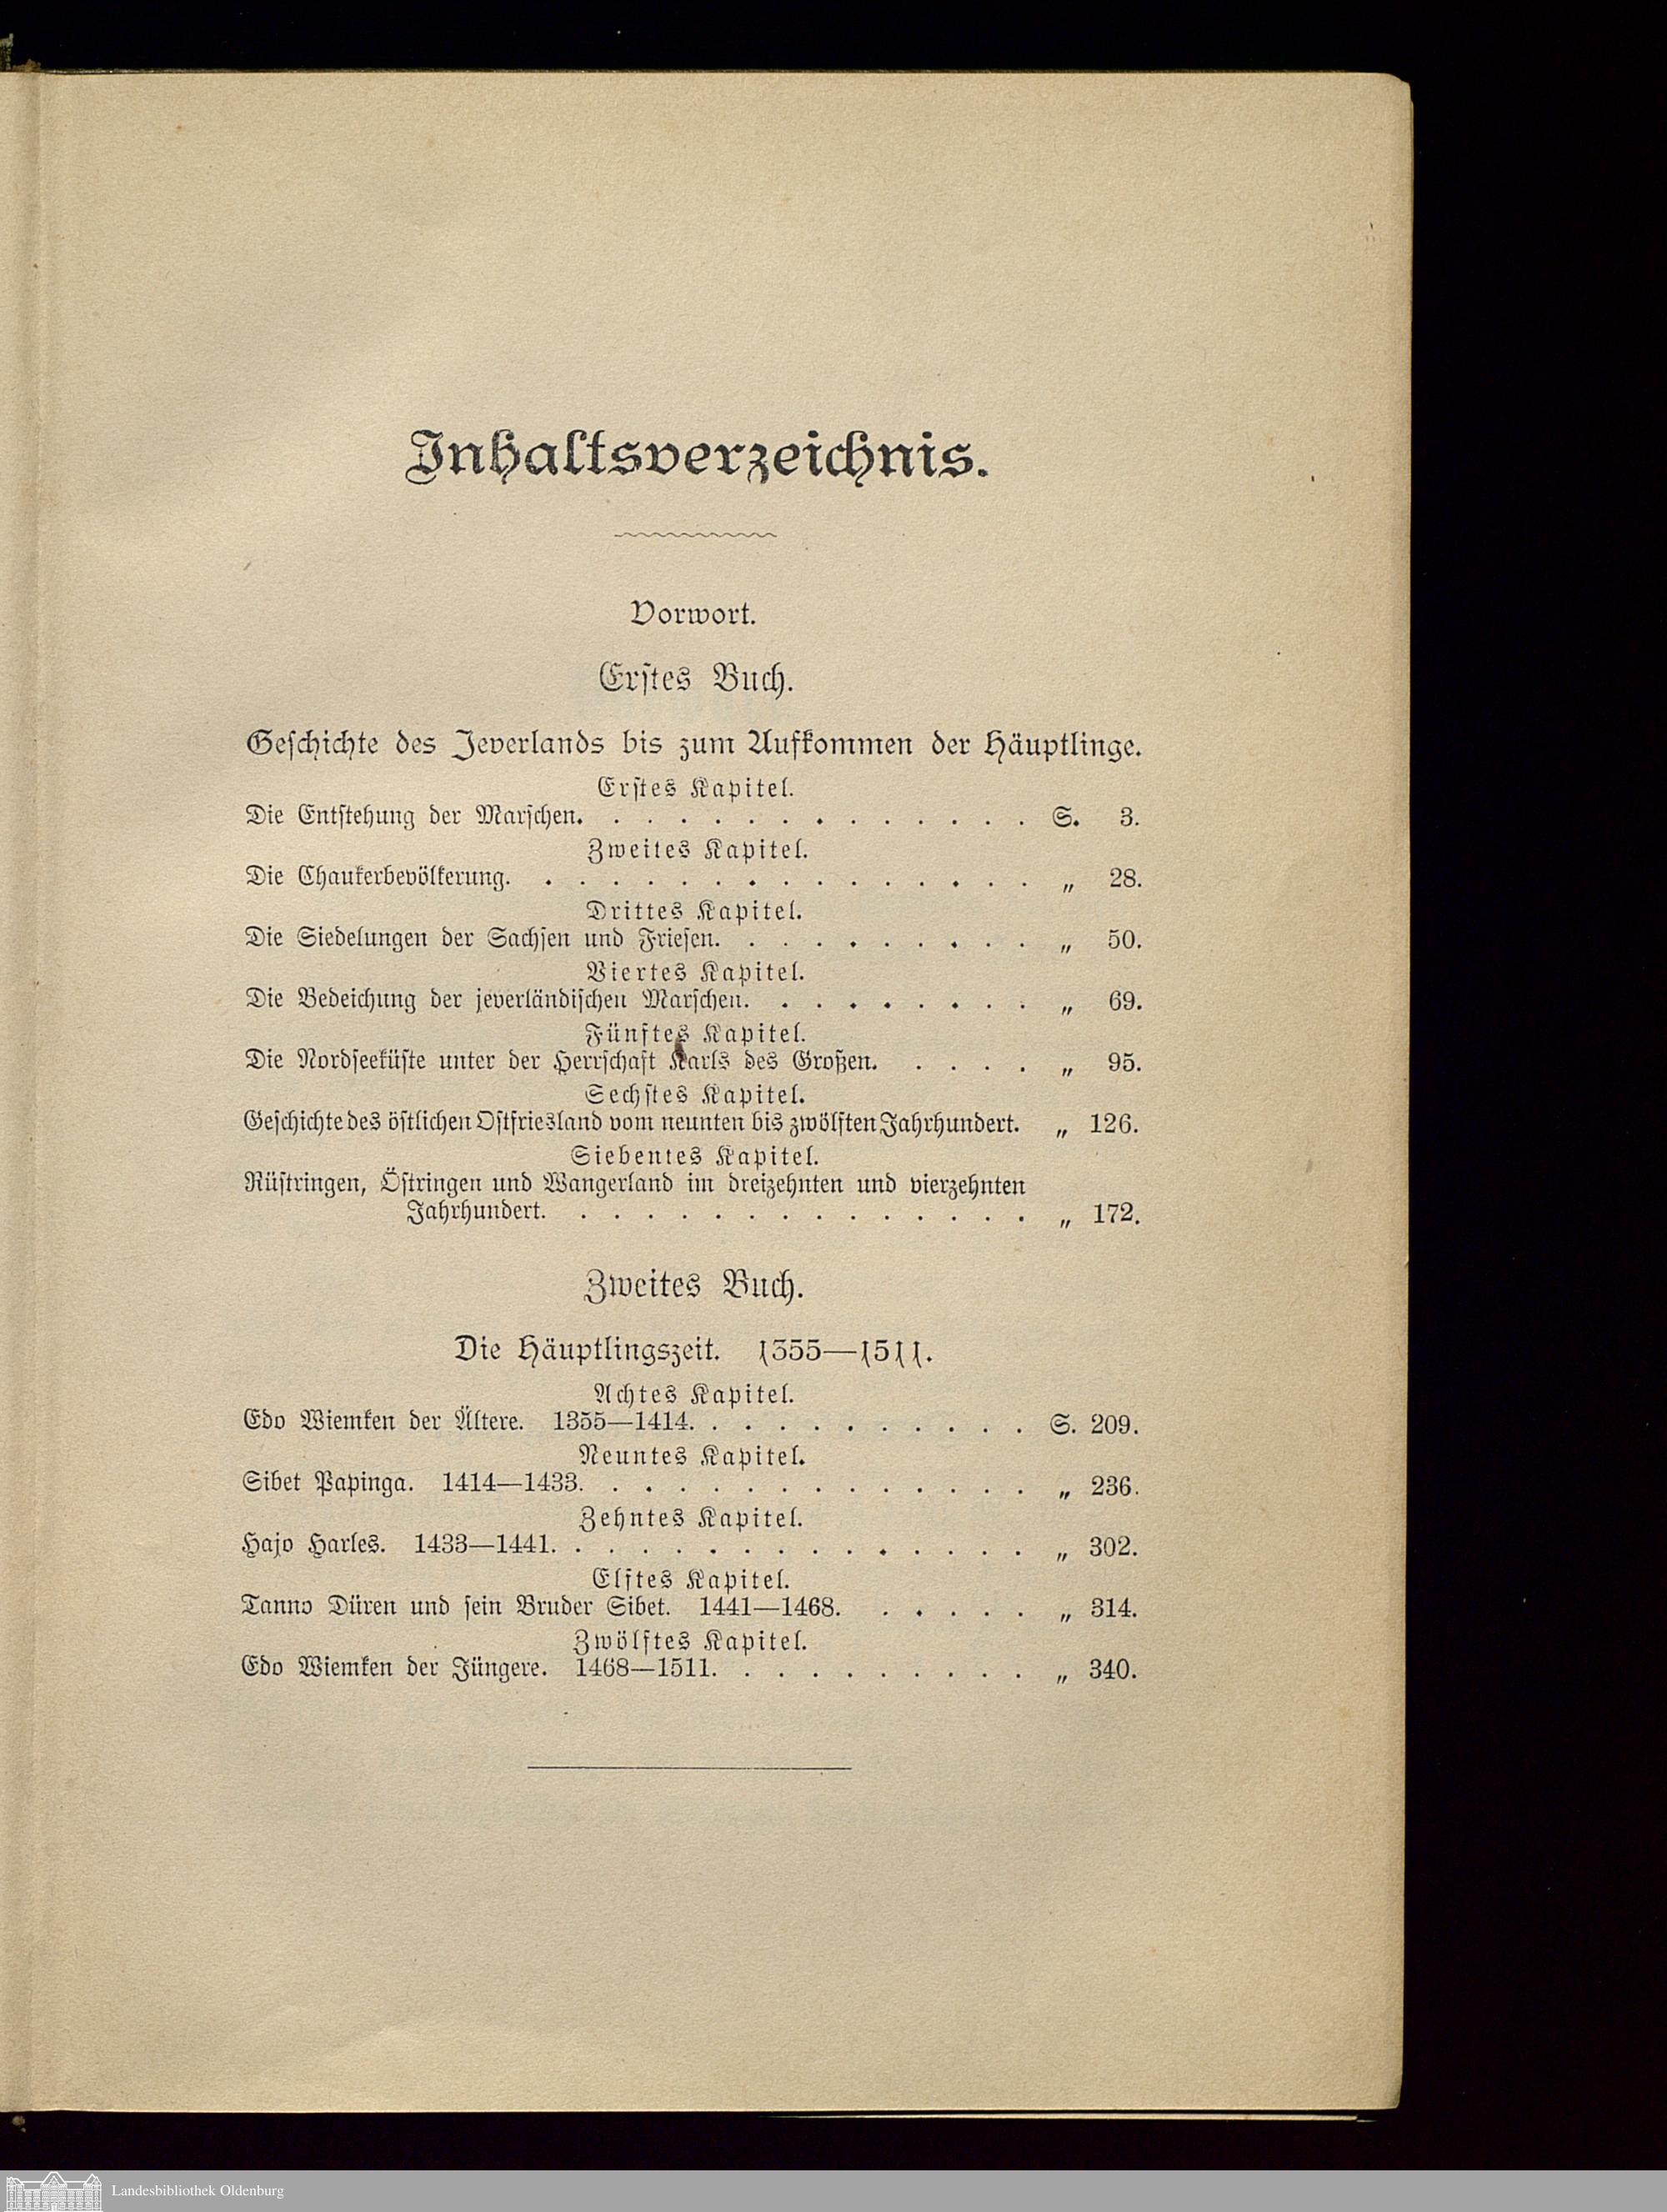 Inhaltsverzeichnis.
Vorwort.
Erstes Buch.
Geschichte des Jeverlands bis zum Aufkommen der Häuptlinge.
Erstes Kapitel.
Die Entstehung der Marschen. . . . . . . . . . . . . . S. 3.
Zweites Kapitel.
Die Chaukerbevölkerung. . . . . . . . . . . . . . . . „ 28.
Drittes Kapitel.
Die Siedelungen der Sachsen und Friesen. . . . . . . . . . „ 50.
Viertes Kapitel.
Die Bedeichung der jeverländischen Marschen. . . . . . . . . „ 69.
Fünftes Kapitel.
Die Nordseeküste unter der Herrschaft Karls des Großen. . . . . „ 95.
Sechstes Kapitel.
Geschichte des östlichen Ostfriesland vom neunten bis zwölften Jahrhundert. „ 126.
Siebentes Kapitel.
Rüstringen, Östringen und Wangerland im dreizehnten und vierzehnten
Jahrhundert. . . . . . . . . . . . . . . „ 172.
Zweites Buch.
Die Häuptlingszeit. 1355—1511.
Achtes Kapitel.
Edo Wiemken der Ältere. 1355—1414. . . . . . . . . . . S. 209.
Neuntes Kapitel.
Sibet Papinga. 1414—1433. . . . . . . . . . . . . . „ 236.
Zehntes Kapitel.
Hajo Harles. 1433—1441. . . . . . . . . . . . . . . „ 302.
Elftes Kapitel.
Tanno Düren und sein Bruder Sibet. 1441—1468. . . . . . „ 314.
Zwölftes Kapitel.
Edo Wiemken der Jüngere. 1468—1511. . . . . . . . . . „ 340.
Landesbibliothek Oldenburg